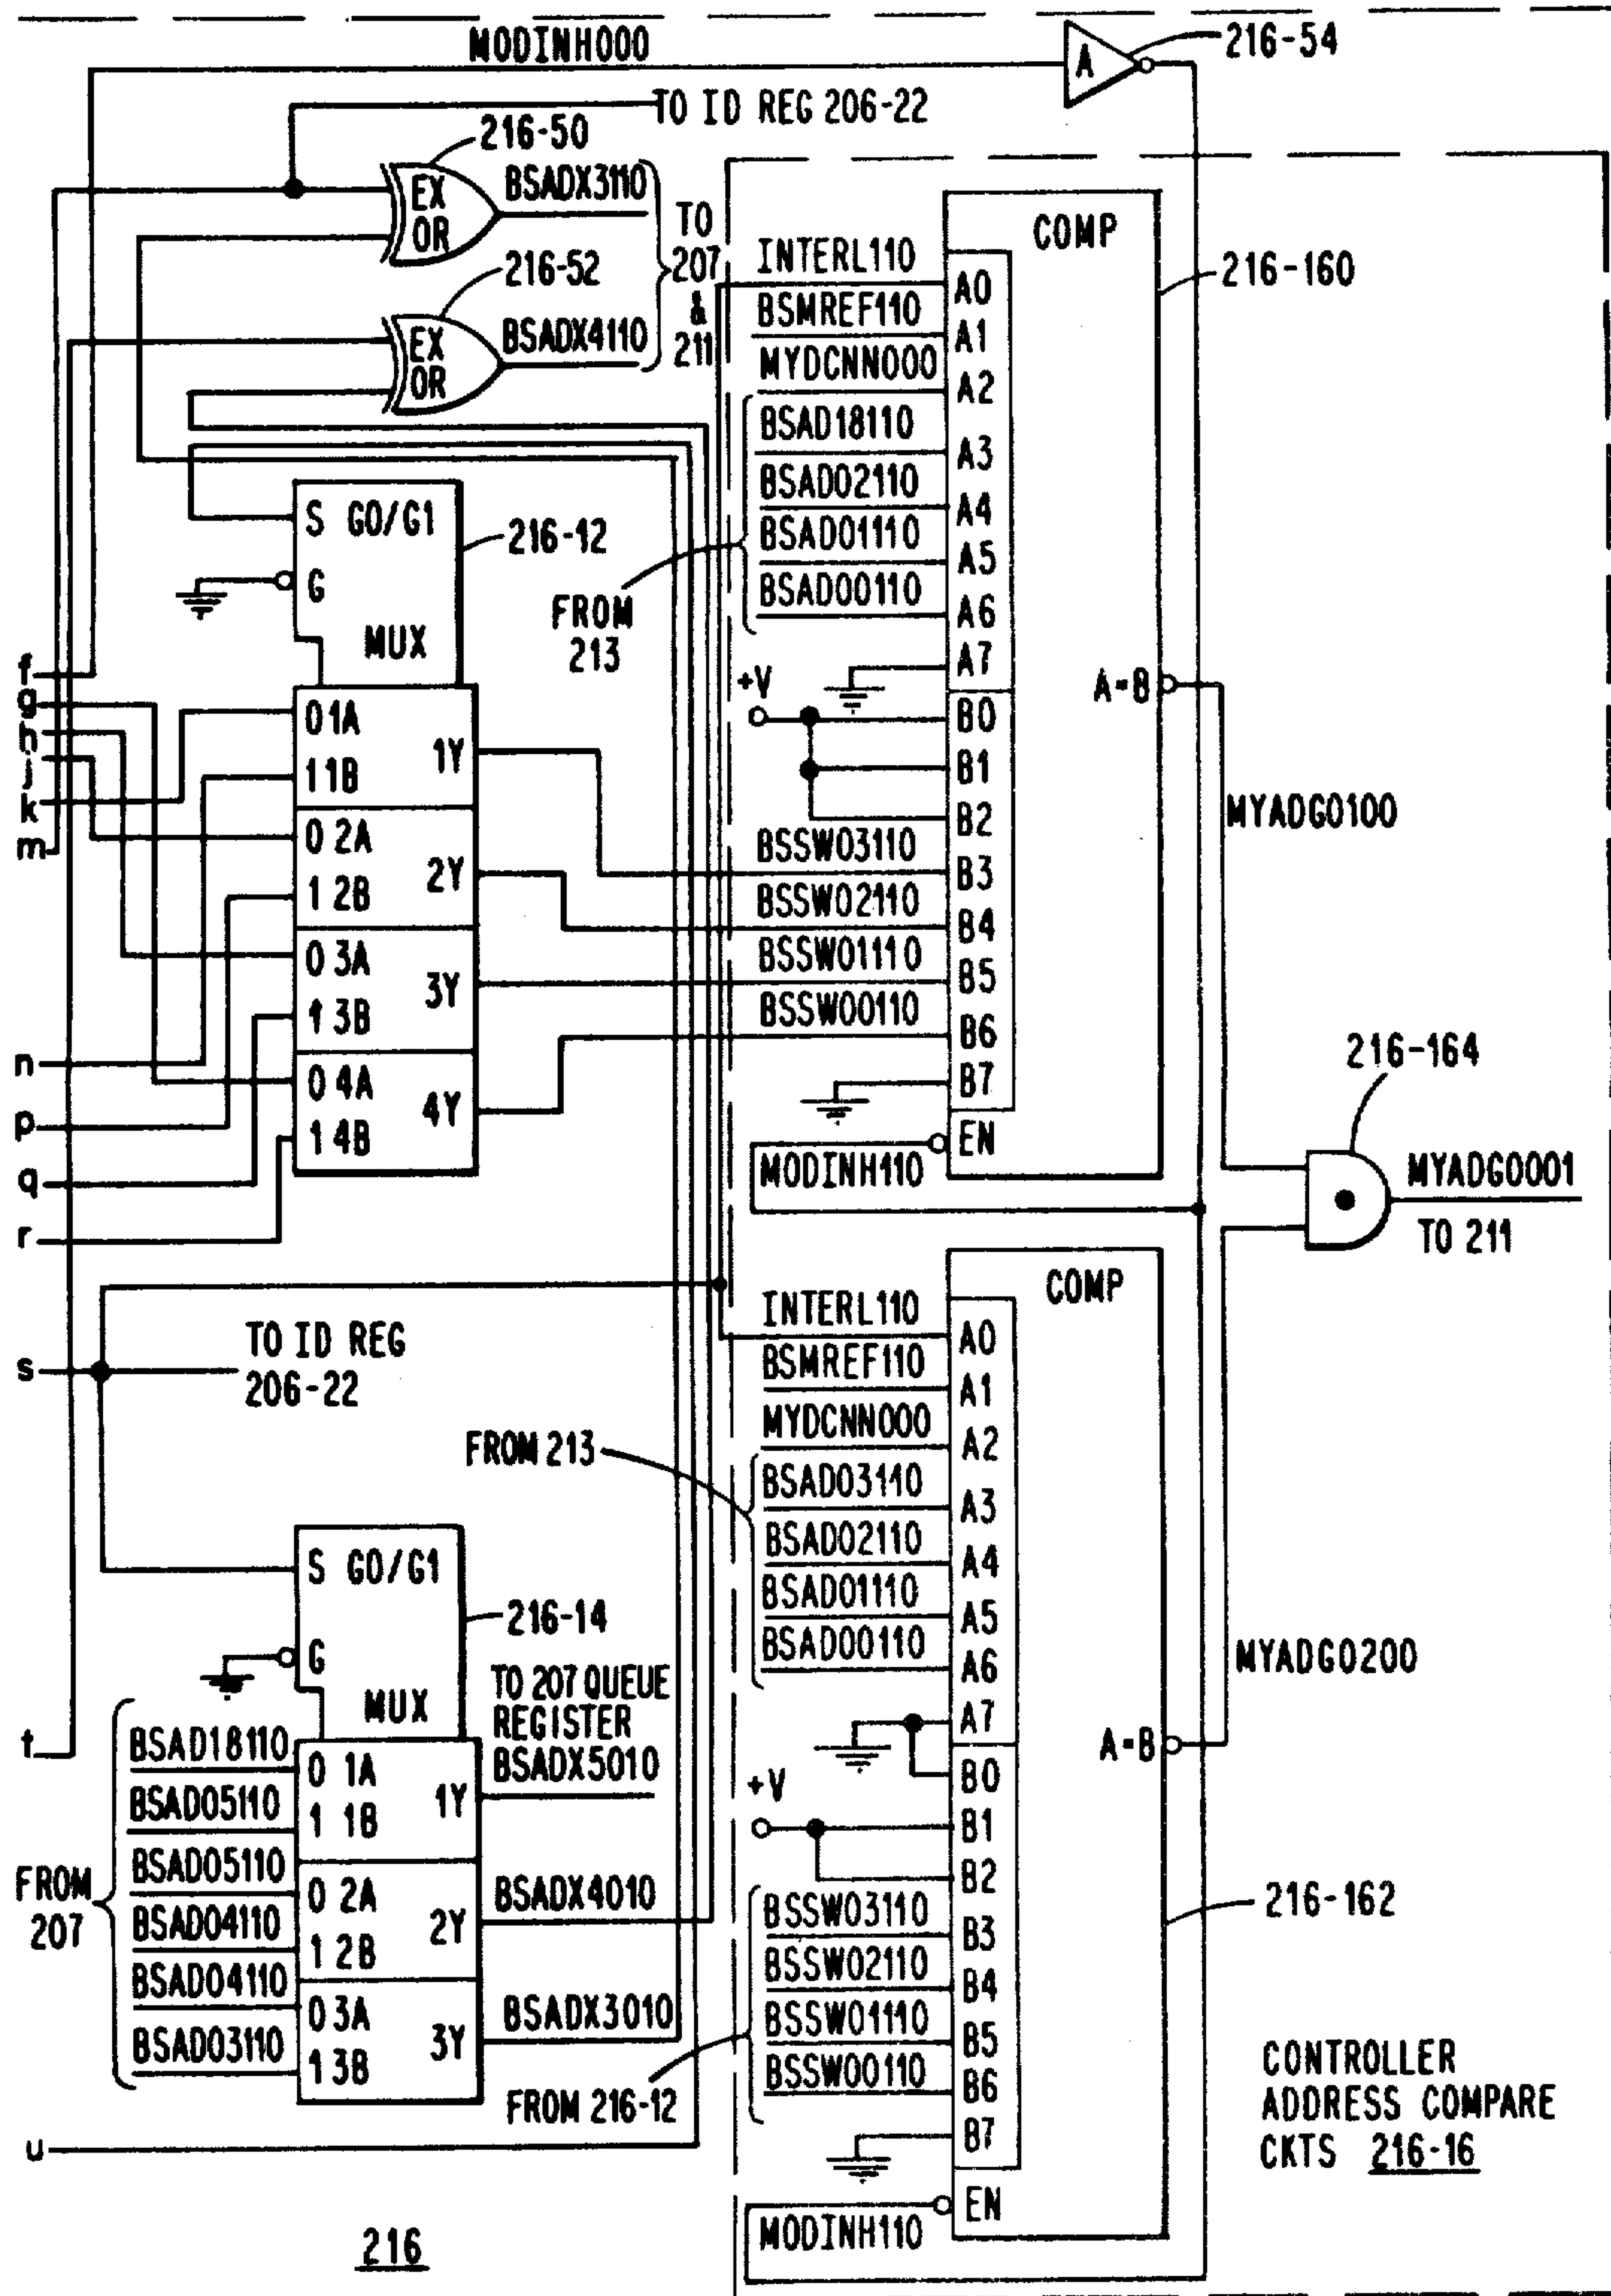 MODINH000
A
216-54
TO ID REG 206-22
216-50
EX
OR
BSADX3110
216-52
EX
OR
BSADX4110
TO
207
&
211
S G0/G1
G
MUX
216-12
0 1A
1 1B
1Y
0 2A
1 2B
2Y
0 3A
1 3B
3Y
0 4A
1 4B
4Y
f
g
h
j
k
m
n
p
q
r
s
t
u
COMP
216-160
INTERL110
A0
BSMREF110
A1
MYDCNN000
A2
BSAD18110
A3
BSAD02110
A4
BSAD01110
A5
BSAD00110
A6
FROM
213
A7
+V
B0
B1
B2
BSSW03110
B3
BSSW02110
B4
BSSW01110
B5
BSSW00110
B6
B7
EN
MODINH110
A=B
MYADG0100
216-164
MYADG0001
TO 211
TO ID REG
206-22
COMP
INTERL110
A0
BSMREF110
A1
MYDCNN000
A2
FROM 213
BSAD03110
A3
BSAD02110
A4
BSAD01110
A5
BSAD00110
A6
A7
+V
B0
B1
B2
BSSW03110
B3
BSSW02110
B4
BSSW01110
B5
BSSW00110
B6
FROM 216-12
B7
EN
MODINH110
A=B
MYADG0200
216-162
S G0/G1
G
MUX
216-14
TO 207 QUEUE
REGISTER
BSADX5010
FROM
207
BSAD18110
0 1A
BSAD05110
1 1B
1Y
BSAD05110
0 2A
BSAD04110
1 2B
2Y
BSADX4010
BSAD04110
0 3A
BSAD03110
1 3B
3Y
BSADX3010
CONTROLLER
ADDRESS COMPARE
CKTS 216-16
216